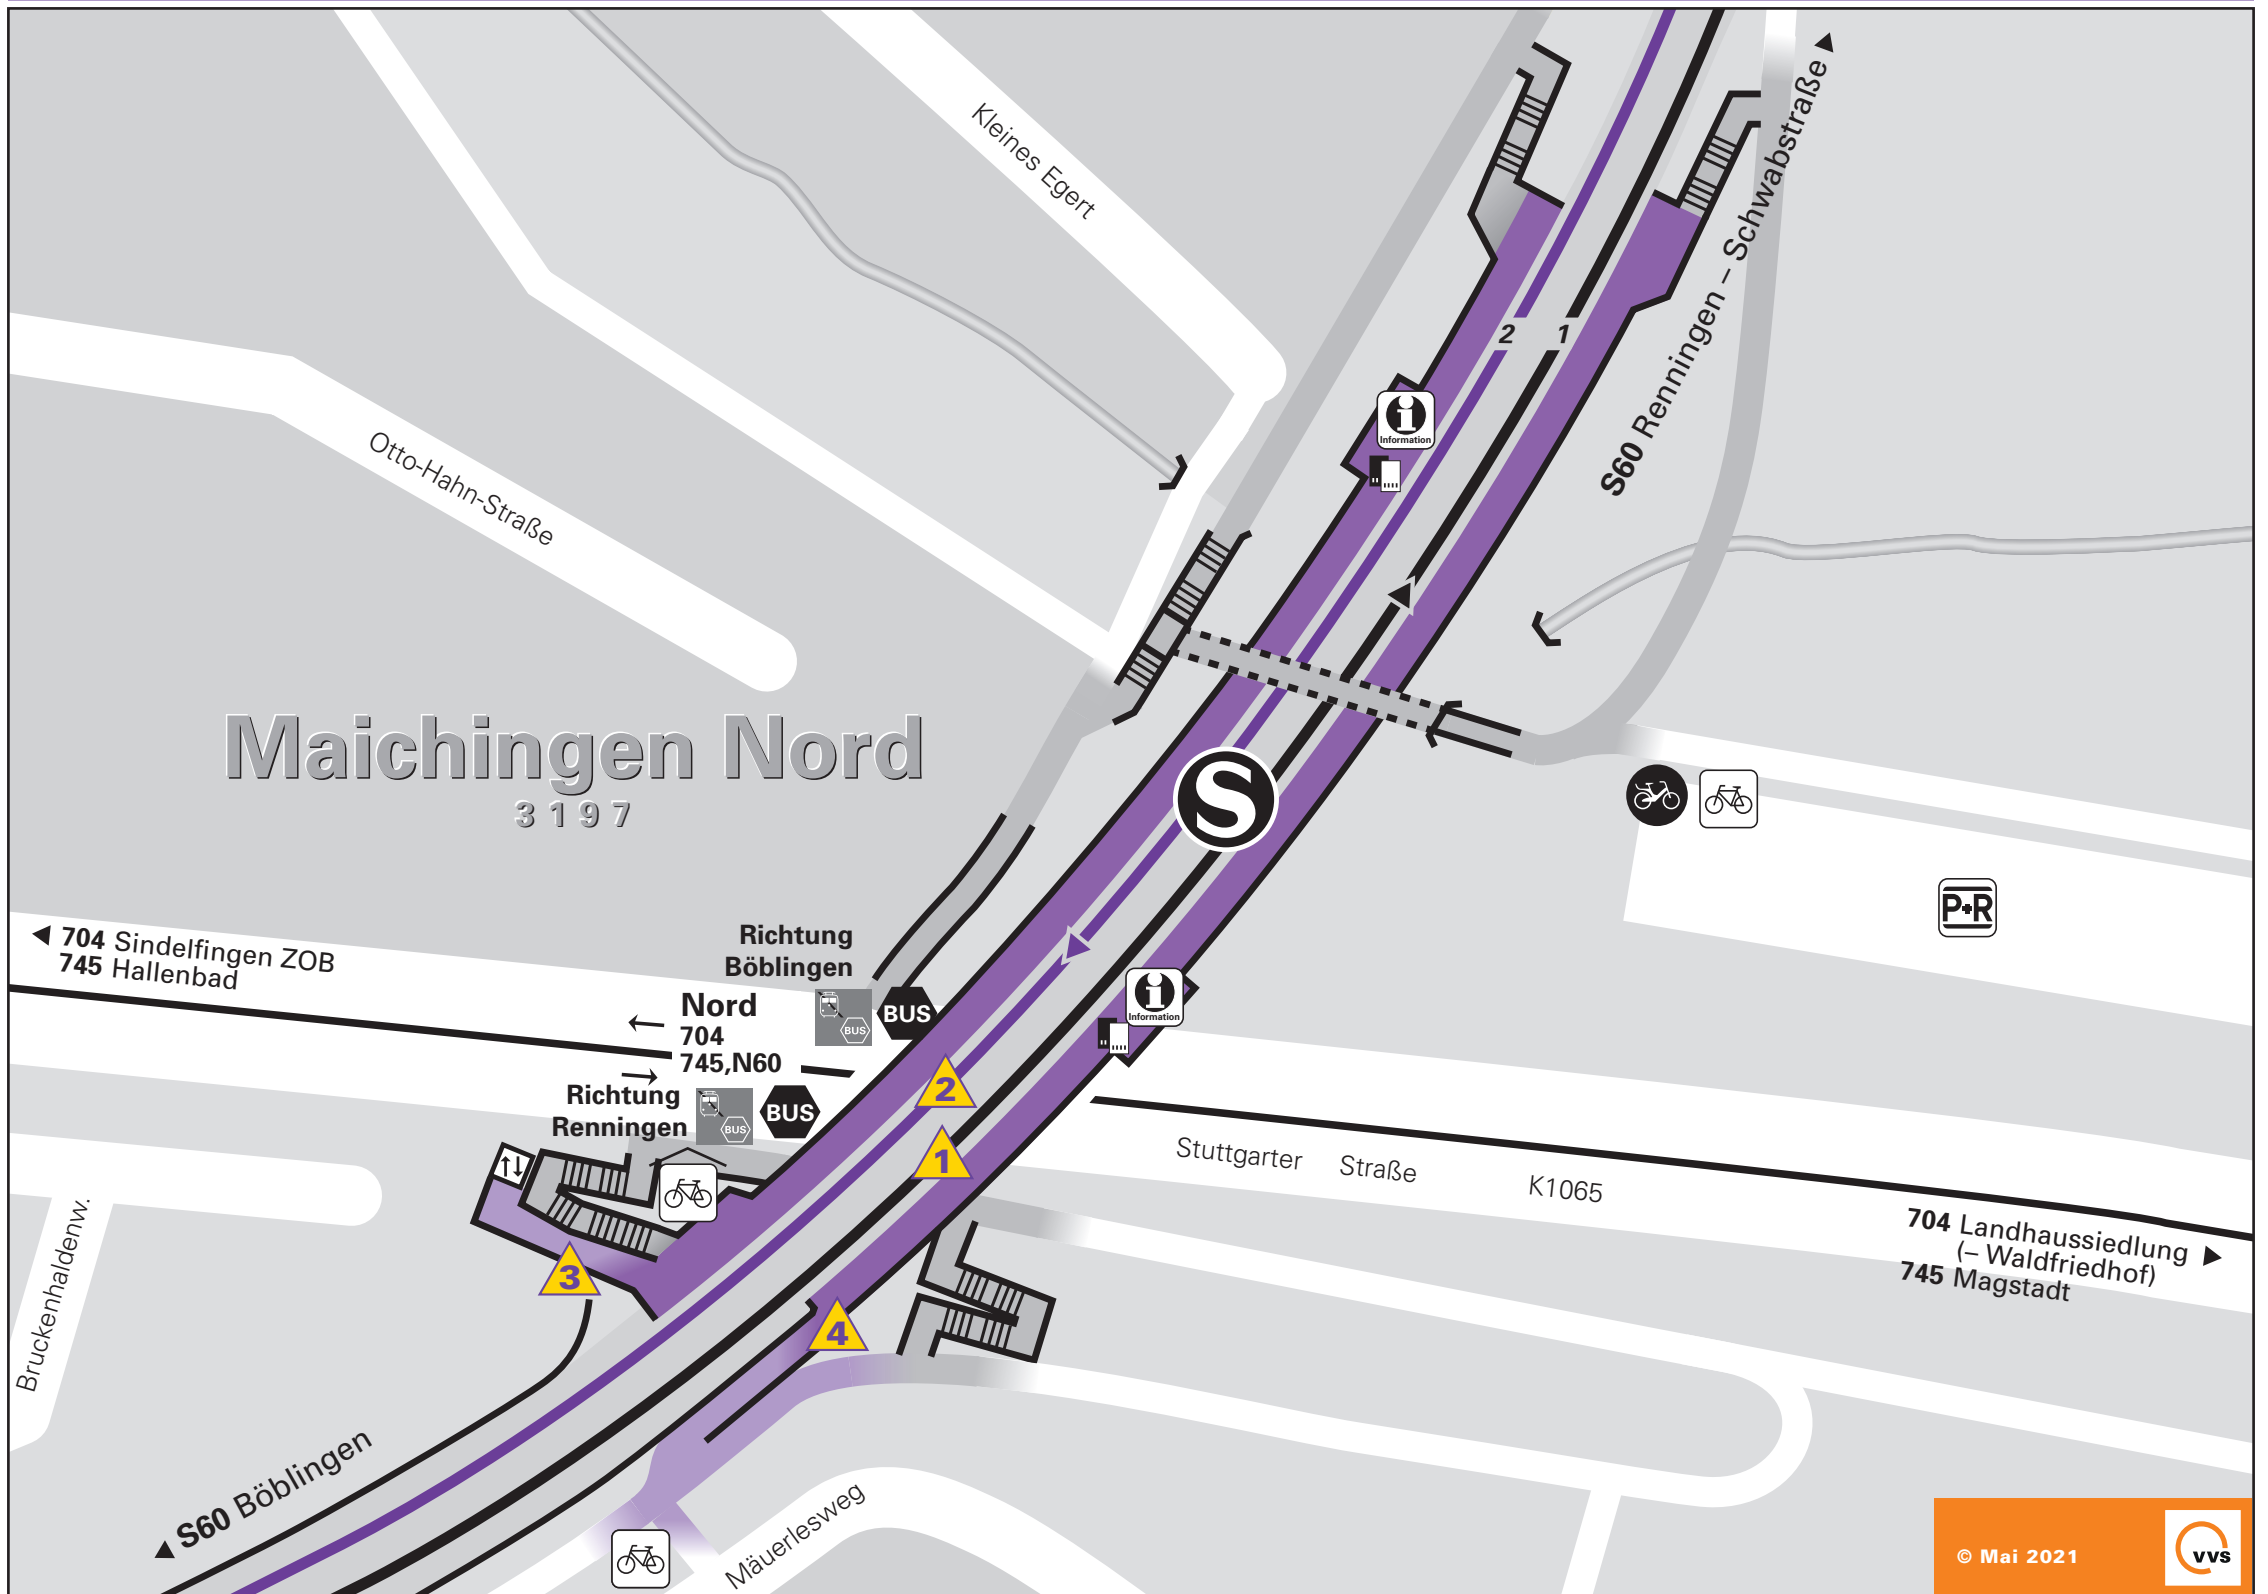 Kleines Egert
S60 Renningen – Schwabstraße
2
1
Information
Otto-Hahn-Straße
Maichingen Nord
3197
S
P+R
704 Sindelfingen ZOB
745 Hallenbad
Richtung
Böblingen
BUS
BUS
Nord
704
745,N60
Richtung
Renningen
BUS
BUS
Information
2
1
3
4
Stuttgarter Straße K1065
704 Landhaussiedlung
(– Waldfriedhof)
745 Magstadt
Bruckenhaldenw.
S60 Böblingen
Mäuerlesweg
© Mai 2021
VVS